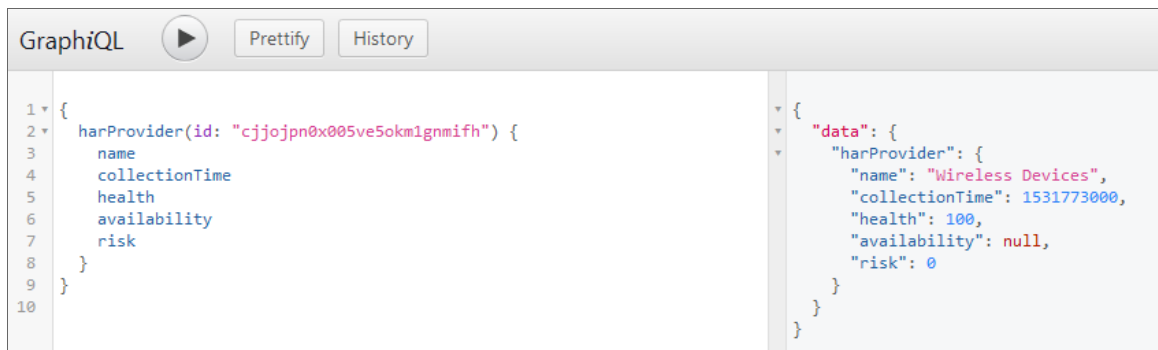 GraphiQL Prettify History
1 {
2 harProvider(id: "cjjojpn0x005ve5okm1gnmifh") {
3 name
4 collectionTime
5 health
6 availability
7 risk
8 }
9 }
10
{
"data": {
"harProvider": {
"name": "Wireless Devices",
"collectionTime": 1531773000,
"health": 100,
"availability": null,
"risk": 0
}
}
}